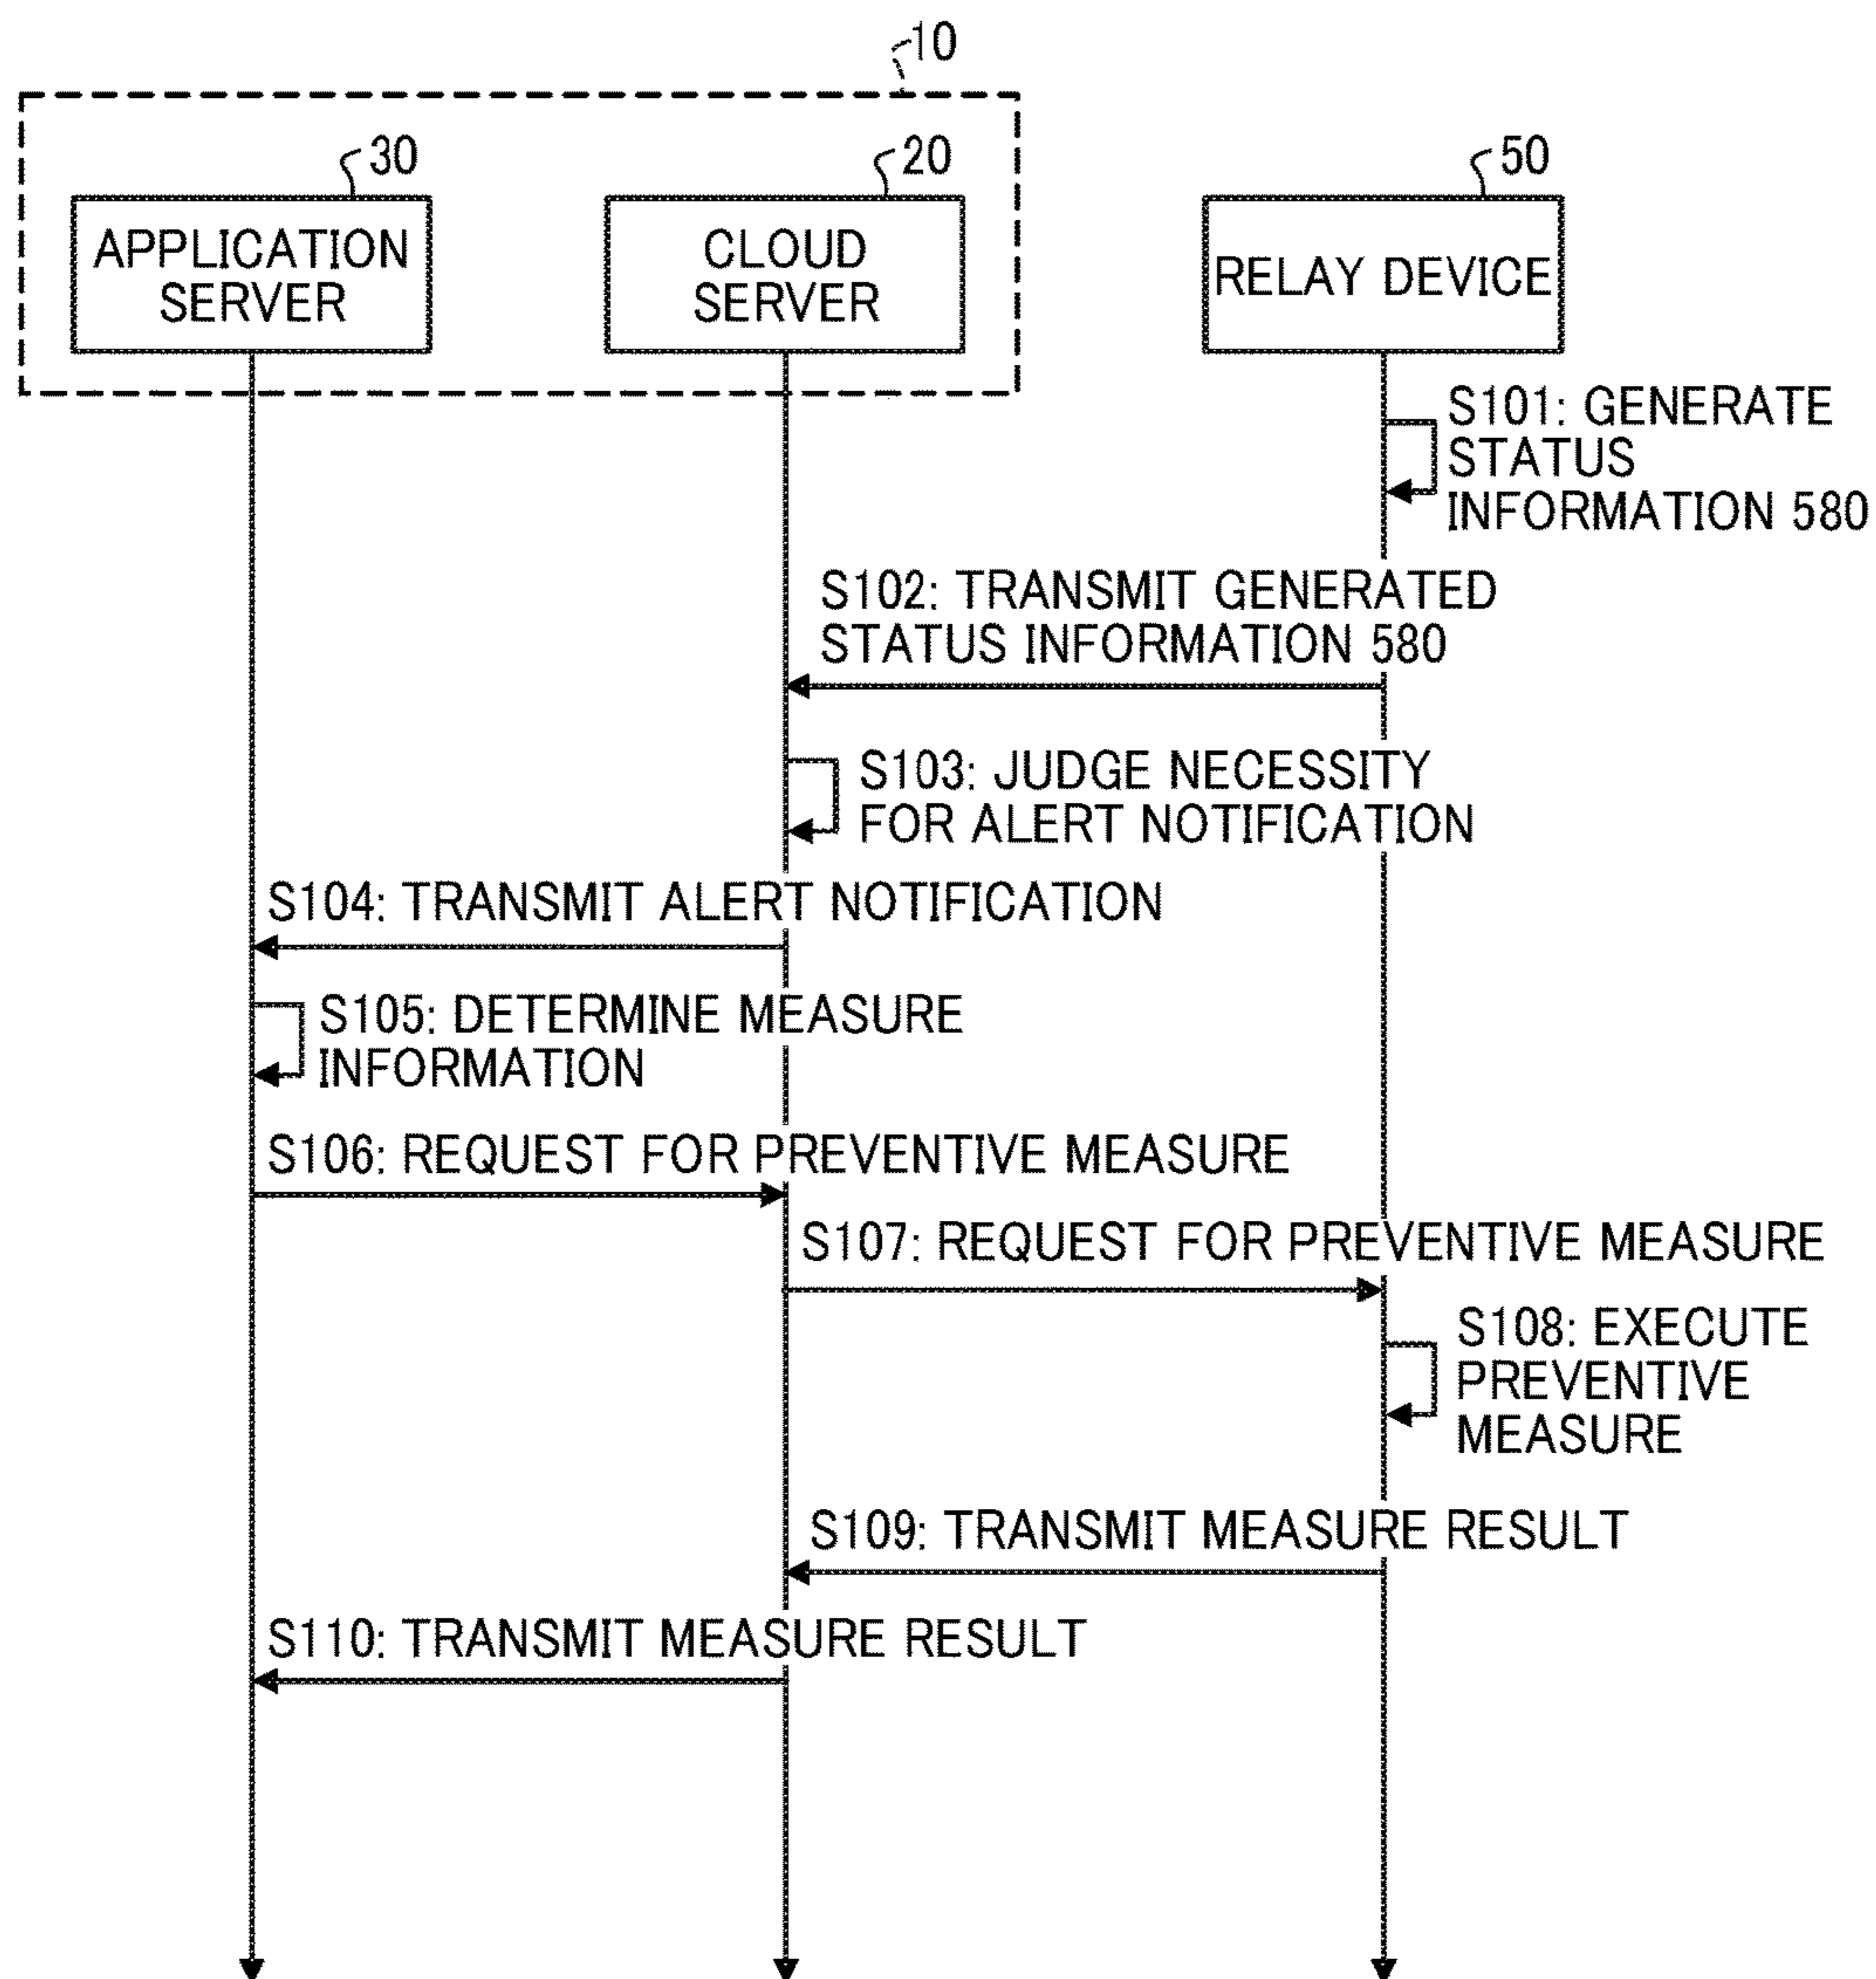 10
30
20
50
APPLICATION
SERVER
CLOUD
SERVER
RELAY DEVICE
S101: GENERATE
STATUS
INFORMATION 580
S102: TRANSMIT GENERATED
STATUS INFORMATION 580
S103: JUDGE NECESSITY
FOR ALERT NOTIFICATION
S104: TRANSMIT ALERT NOTIFICATION
S105: DETERMINE MEASURE
INFORMATION
S106: REQUEST FOR PREVENTIVE MEASURE
S107: REQUEST FOR PREVENTIVE MEASURE
S108: EXECUTE
PREVENTIVE
MEASURE
S109: TRANSMIT MEASURE RESULT
S110: TRANSMIT MEASURE RESULT